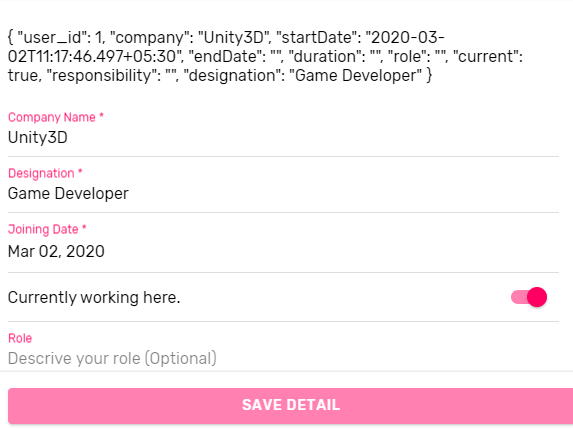 { "user_id": 1, "company": "Unity3D", "startDate": "2020-03-
02T11:17:46.497+05:30", "endDate": "", "duration": "", "role": "", "current":
true, "responsibility": "", "designation": "Game Developer" }
Company Name *
Unity3D
Designation *
Game Developer
Joining Date *
Mar 02, 2020
Currently working here.
Role
Descrive your role (Optional)
SAVE DETAIL